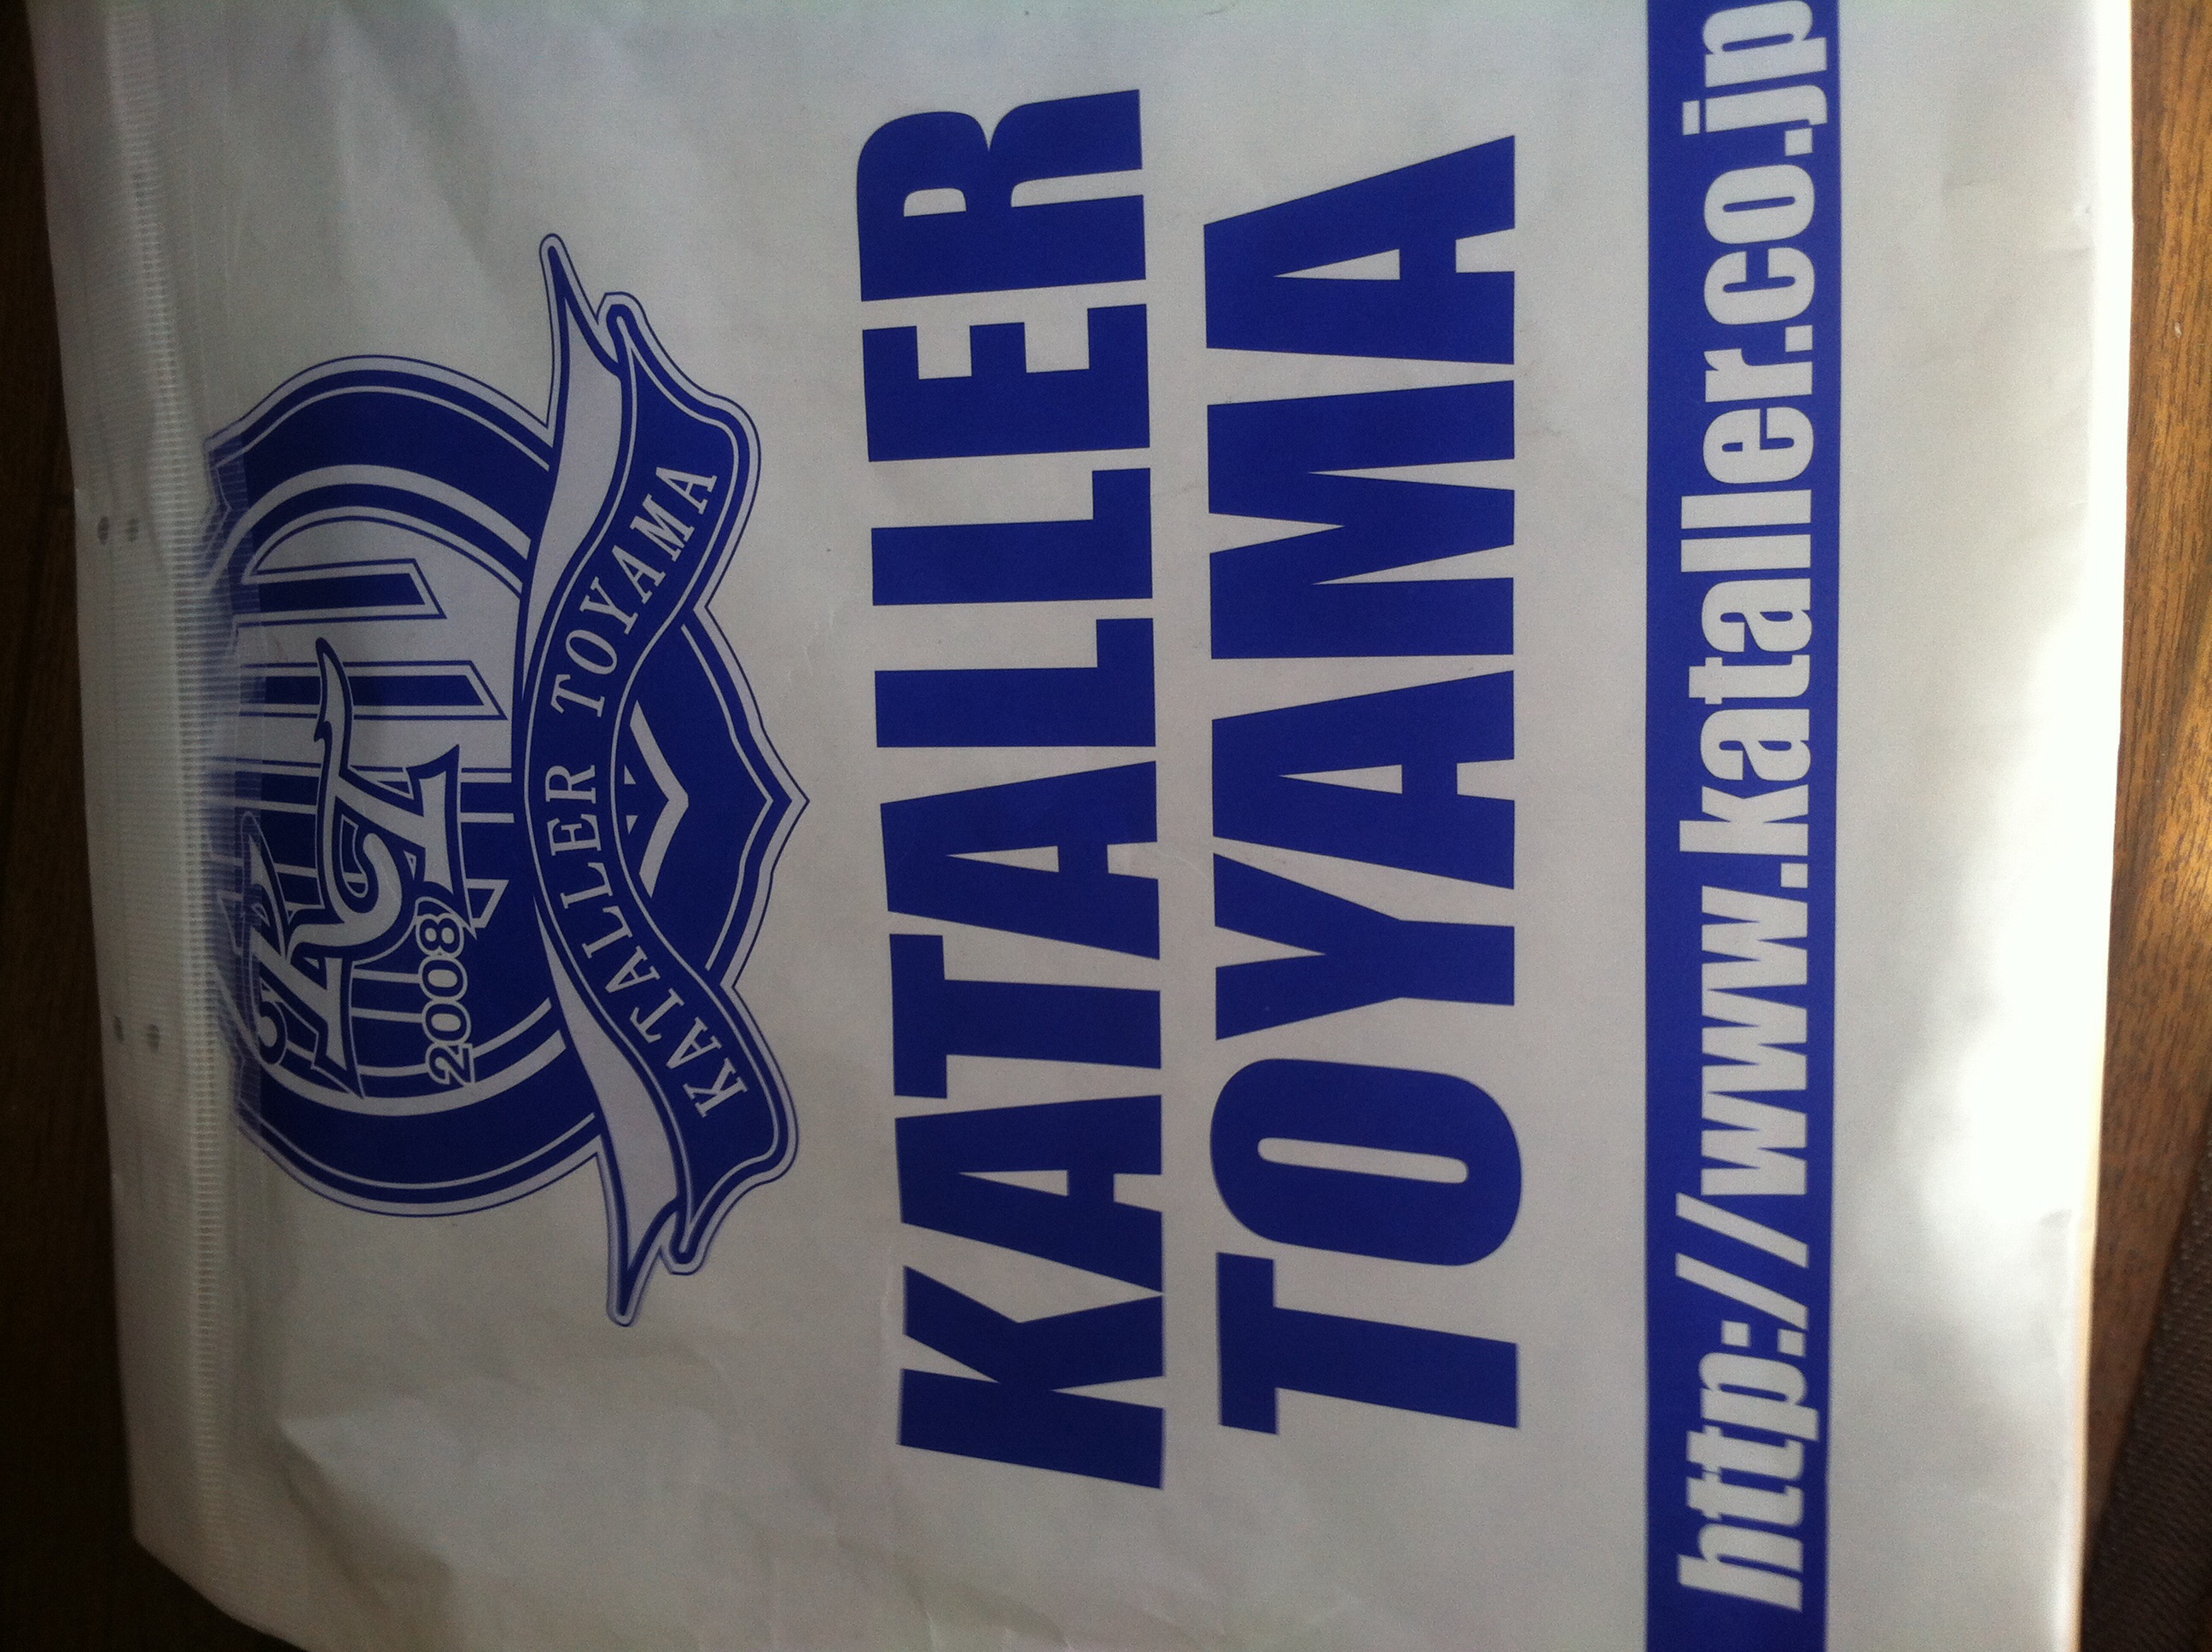 2008
KATALLER TOYAMA
KATALLER
TOYAMA
http://www.kataller.co.jp